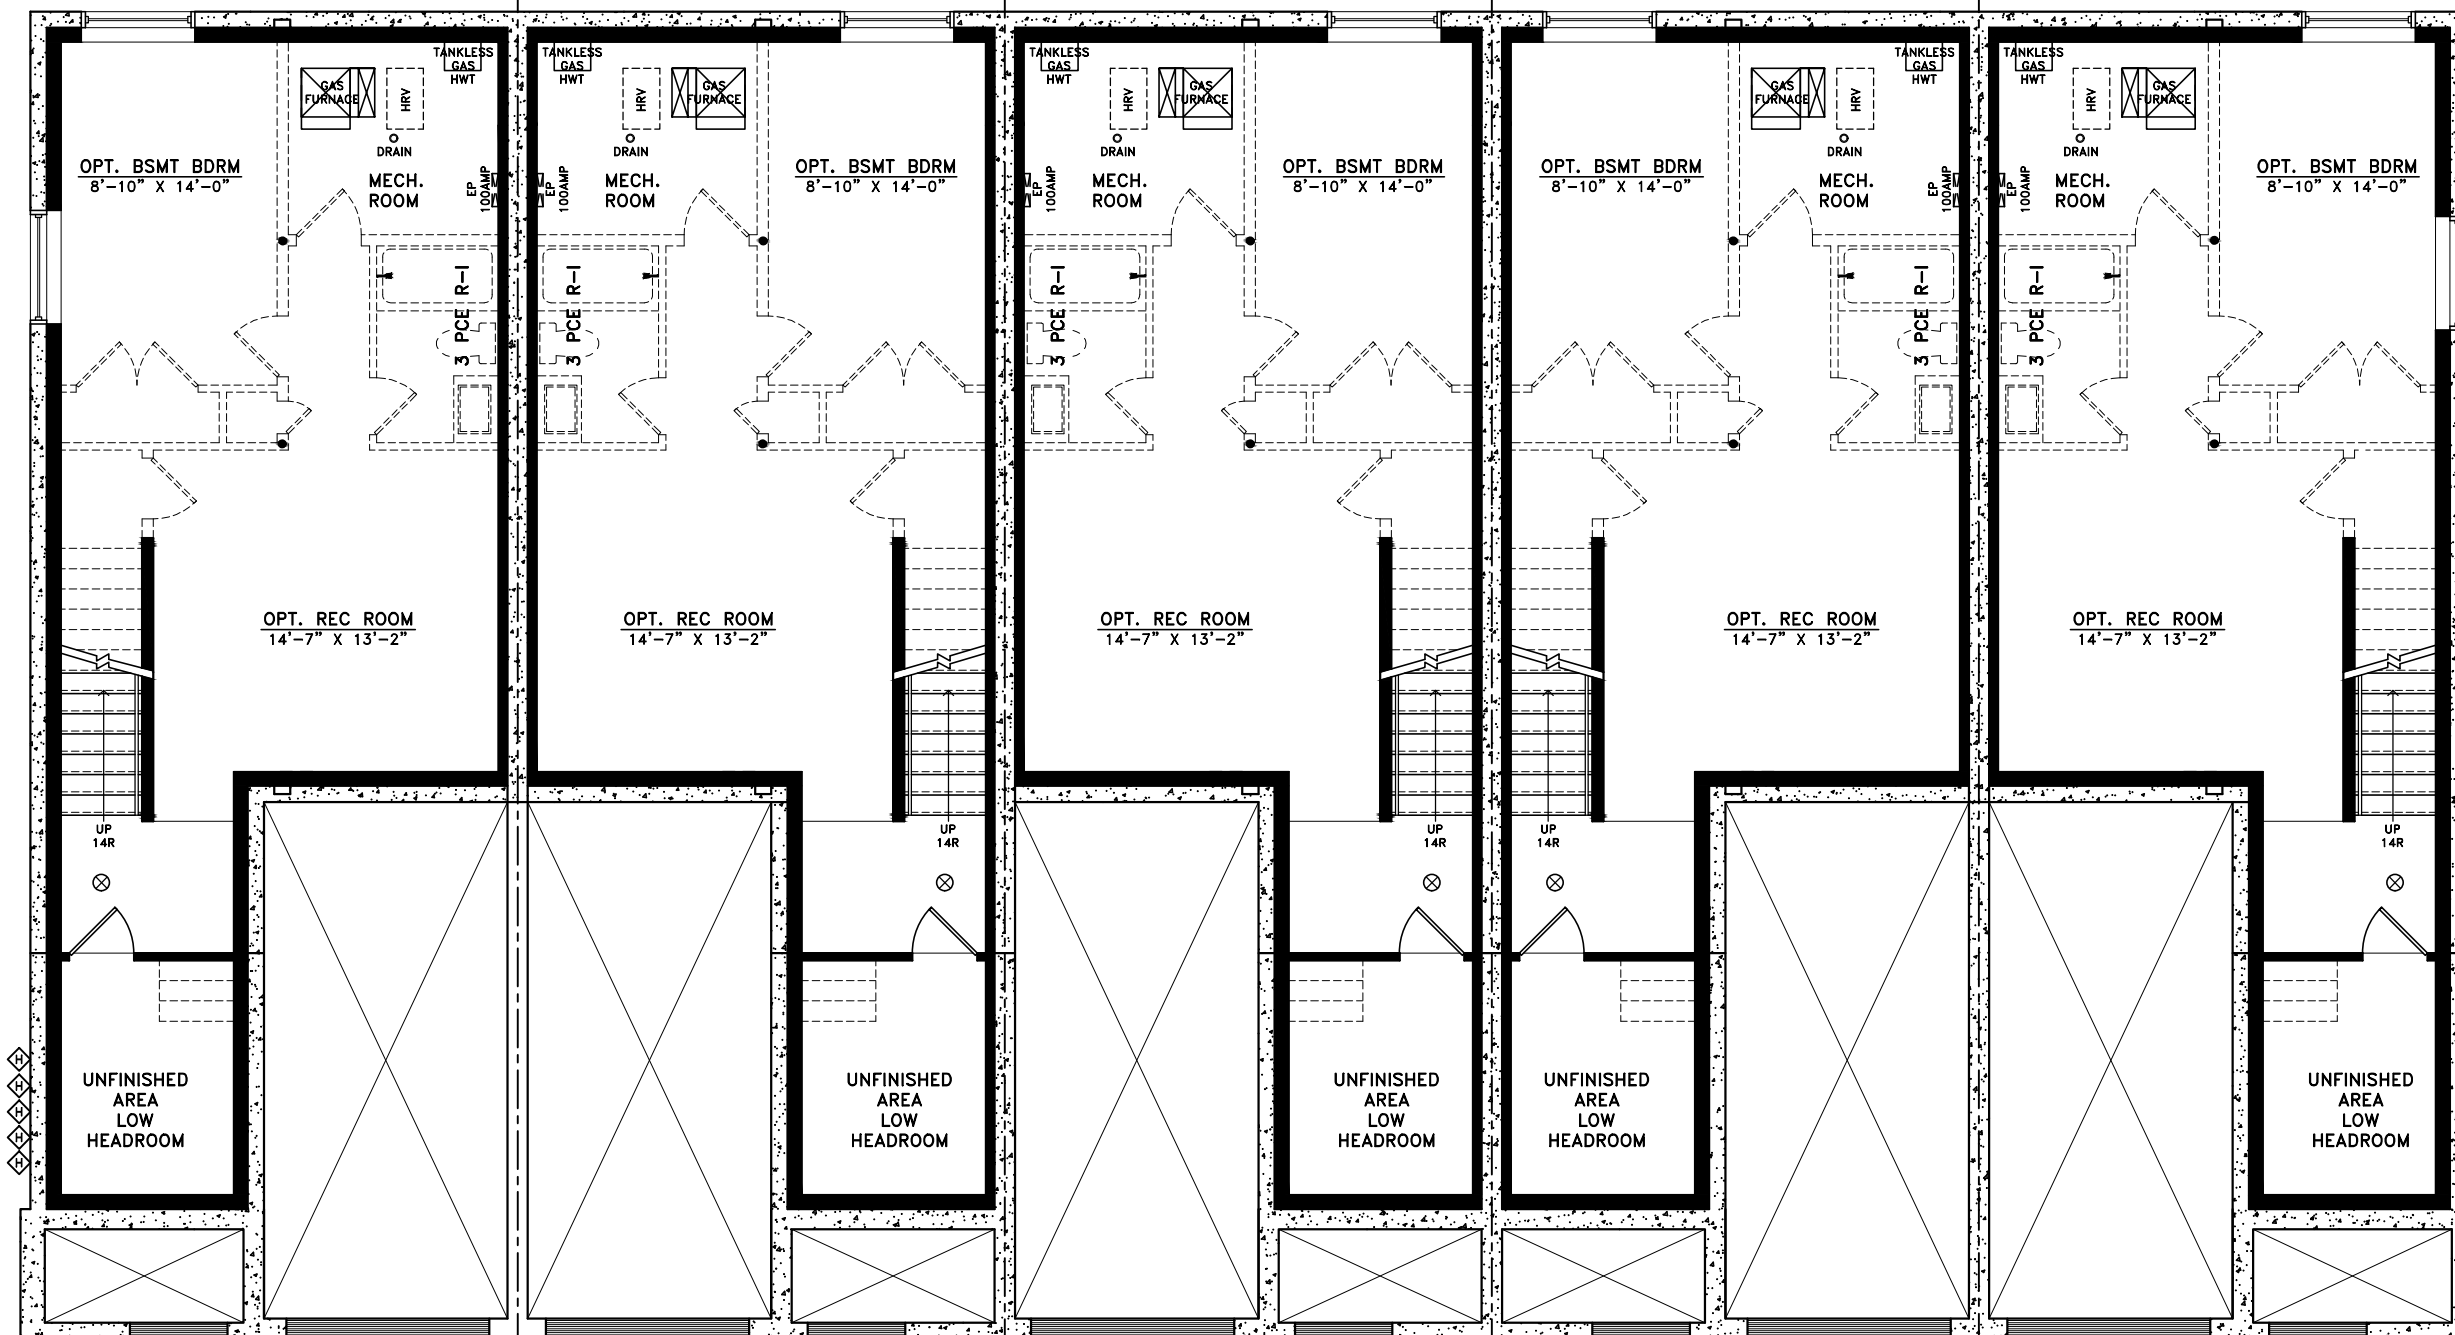 TANKLESS
GAS
HWT
GAS
FURNACE
HRV
DRAIN
OPT. BSMT BDRM
8'-10" X 14'-0"
MECH.
ROOM
EP
100AMP
3 PCE R-I
OPT. REC ROOM
14'-7" X 13'-2"
UP
14R
UNFINISHED
AREA
LOW
HEADROOM
H
H
H
H
H
TANKLESS
GAS
HWT
HRV
GAS
FURNACE
DRAIN
MECH.
ROOM
OPT. BSMT BDRM
8'-10" X 14'-0"
EP
100AMP
3 PCE R-I
OPT. REC ROOM
14'-7" X 13'-2"
UP
14R
UNFINISHED
AREA
LOW
HEADROOM
TANKLESS
GAS
HWT
HRV
GAS
FURNACE
DRAIN
MECH.
ROOM
OPT. BSMT BDRM
8'-10" X 14'-0"
EP
100AMP
3 PCE R-I
OPT. REC ROOM
14'-7" X 13'-2"
UP
14R
UNFINISHED
AREA
LOW
HEADROOM
TANKLESS
GAS
HWT
GAS
FURNACE
HRV
DRAIN
OPT. BSMT BDRM
8'-10" X 14'-0"
MECH.
ROOM
EP
100AMP
3 PCE R-I
OPT. REC ROOM
14'-7" X 13'-2"
UP
14R
UNFINISHED
AREA
LOW
HEADROOM
TANKLESS
GAS
HWT
HRV
GAS
FURNACE
DRAIN
MECH.
ROOM
OPT. BSMT BDRM
8'-10" X 14'-0"
EP
100AMP
3 PCE R-I
OPT. REC ROOM
14'-7" X 13'-2"
UP
14R
UNFINISHED
AREA
LOW
HEADROOM